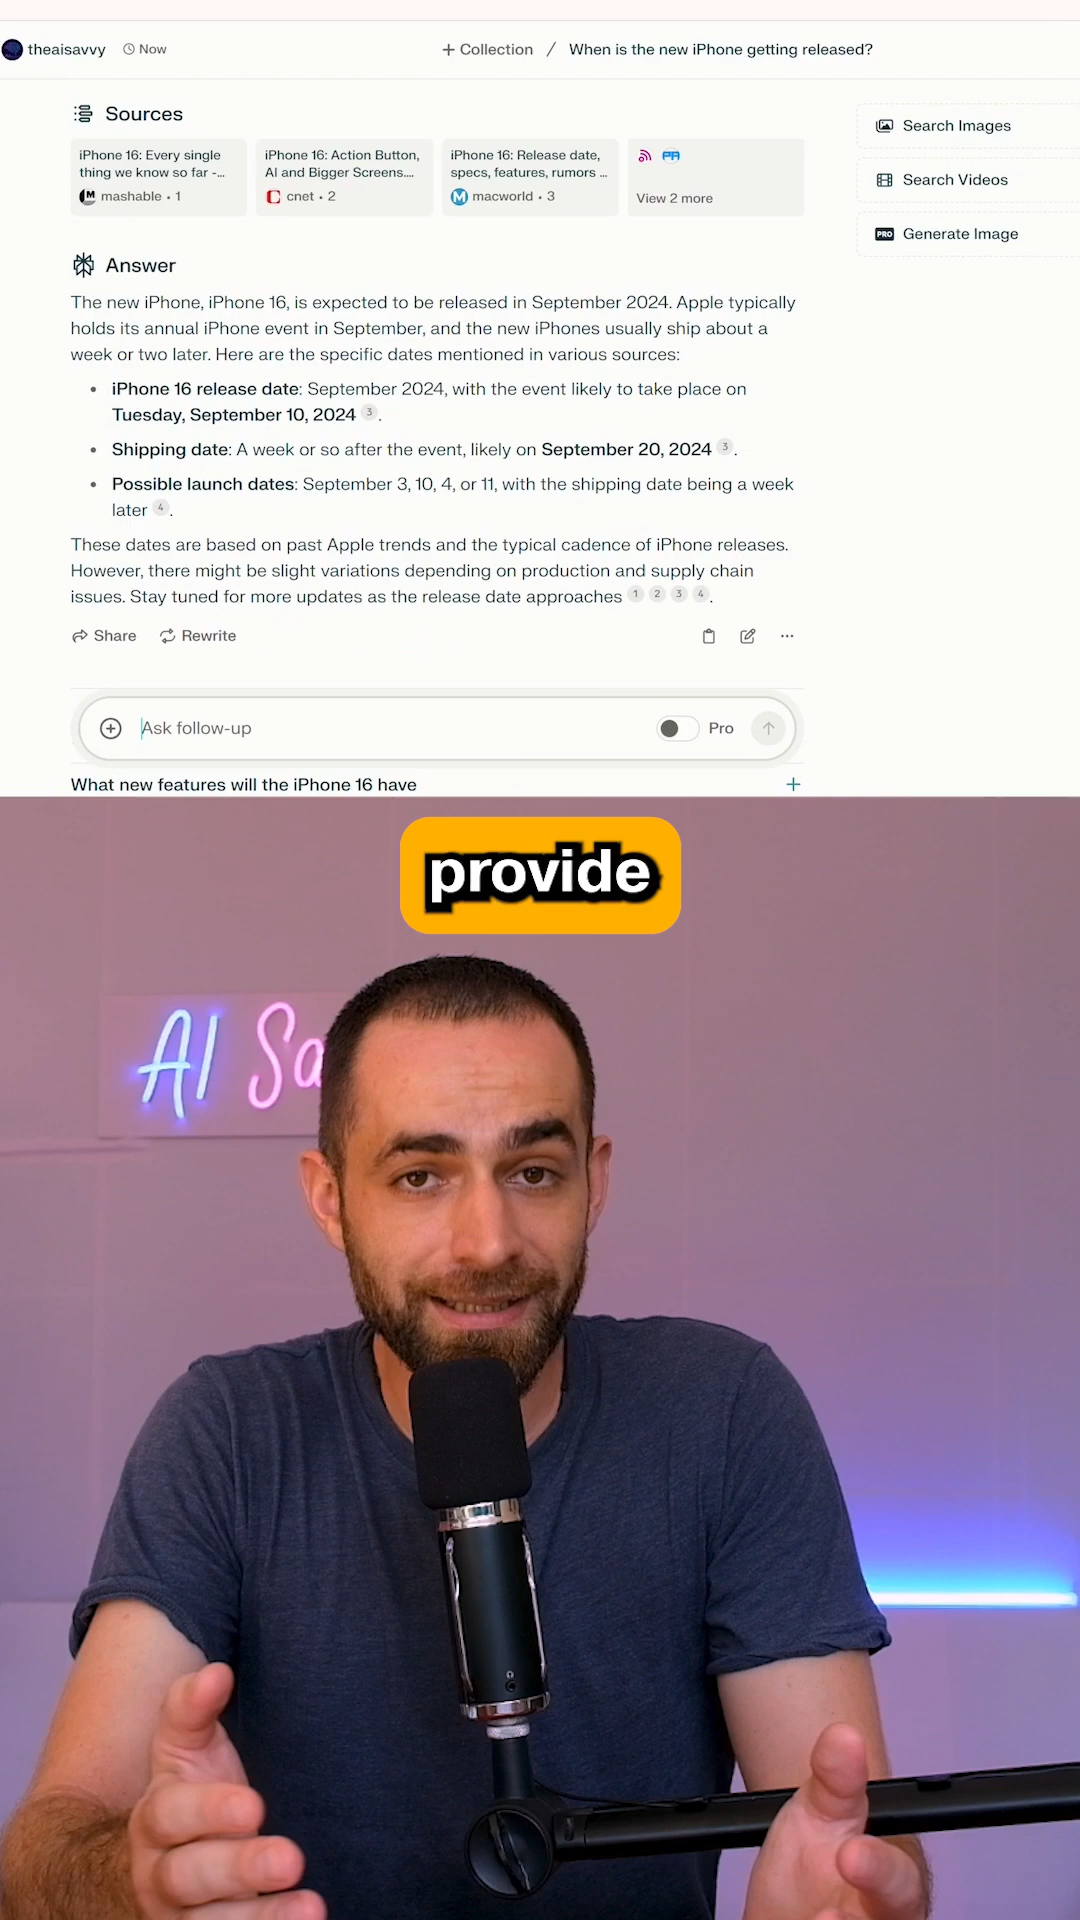 theaisavvy Now
+ Collection / When is the new iPhone getting released?
Sources
iPhone 16: Every single
thing we know so far -...
mashable • 1
iPhone 16: Action Button,
AI and Bigger Screens....
cnet • 2
iPhone 16: Release date,
specs, features, rumors ...
macworld • 3
View 2 more
Search Images
Search Videos
PRO Generate Image
Answer
The new iPhone, iPhone 16, is expected to be released in September 2024. Apple typically
holds its annual iPhone event in September, and the new iPhones usually ship about a
week or two later. Here are the specific dates mentioned in various sources:
• iPhone 16 release date: September 2024, with the event likely to take place on
Tuesday, September 10, 2024 3.
• Shipping date: A week or so after the event, likely on September 20, 2024 3.
• Possible launch dates: September 3, 10, 4, or 11, with the shipping date being a week
later 4.
These dates are based on past Apple trends and the typical cadence of iPhone releases.
However, there might be slight variations depending on production and supply chain
issues. Stay tuned for more updates as the release date approaches 1 2 3 4.
Share Rewrite
Ask follow-up Pro
What new features will the iPhone 16 have +
provide
AI Sa